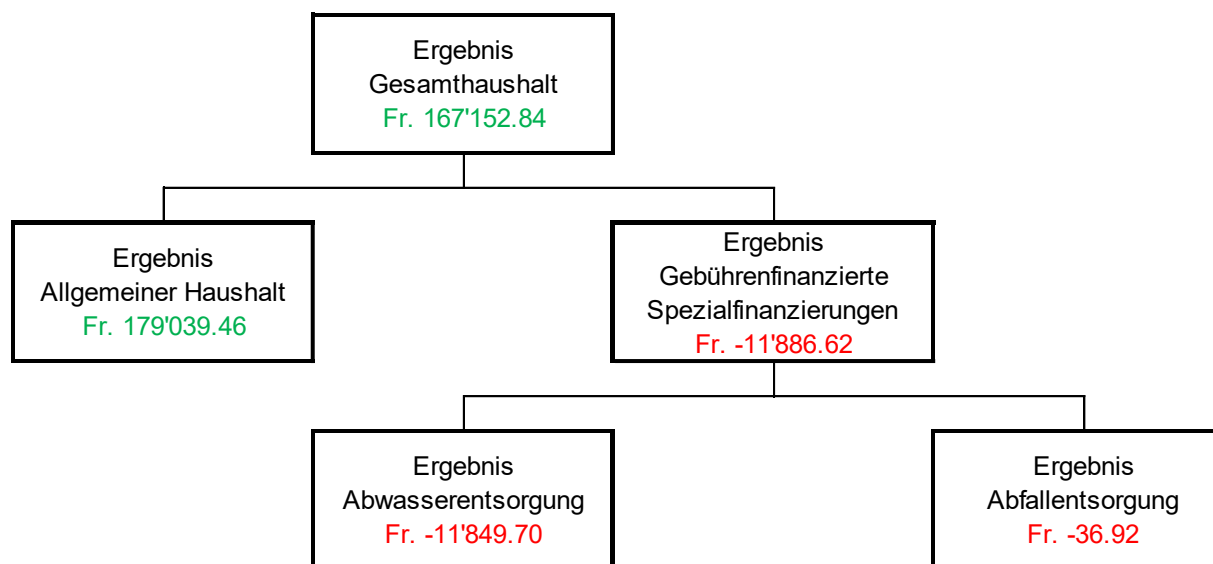 Ergebnis
Gesamthaushalt
Fr. 167'152.84
Ergebnis
Allgemeiner Haushalt
Fr. 179'039.46
Ergebnis
Gebührenfinanzierte
Spezialfinanzierungen
Fr. -11'886.62
Ergebnis
Abwasserentsorgung
Fr. -11'849.70
Ergebnis
Abfallentsorgung
Fr. -36.92